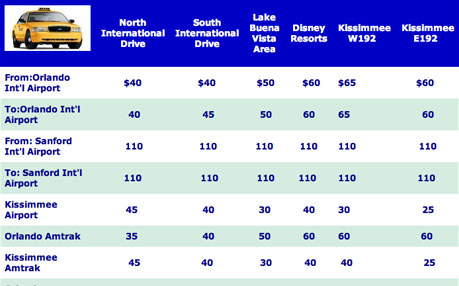 North International Drive South International Drive Lake Buena Vista Area Disney Resorts Kissimmee W192 Kissimmee E192
From:Orlando Int'l Airport $40 $40 $50 $60 $65 $60
To:Orlando Int'l Airport 40 45 50 60 65 60
From: Sanford Int'l Airport 110 110 110 110 110 110
To: Sanford Int'l Airport 110 110 110 110 110 110
Kissimmee Airport 45 40 30 40 30 25
Orlando Amtrak 35 40 50 60 60 60
Kissimmee Amtrak 45 40 30 40 40 25